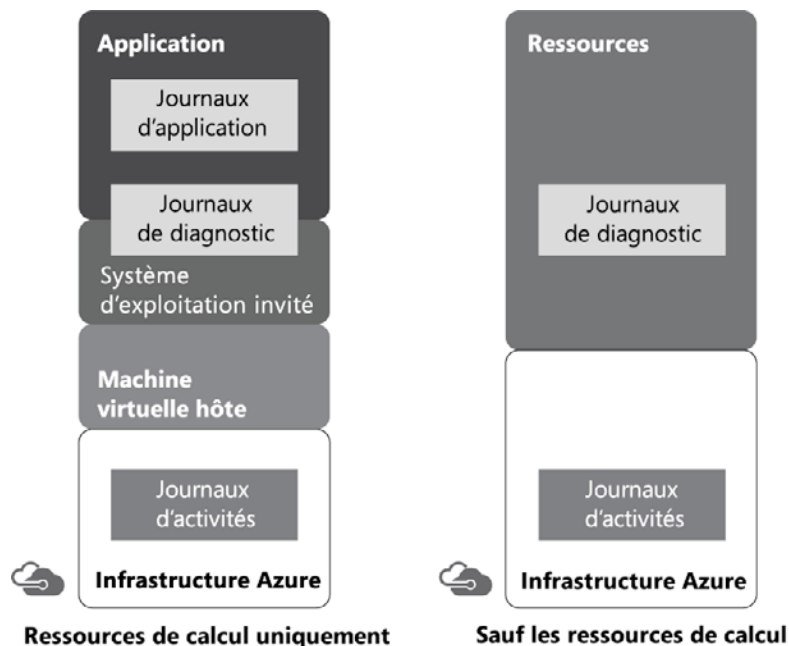 Application
Journaux
d'application
Journaux
de diagnostic
Système
d'exploitation invité
Machine
virtuelle hôte
Journaux
d'activités
Infrastructure Azure
Ressources de calcul uniquement
Ressources
Journaux
de diagnostic
Journaux
d'activités
Infrastructure Azure
Sauf les ressources de calcul